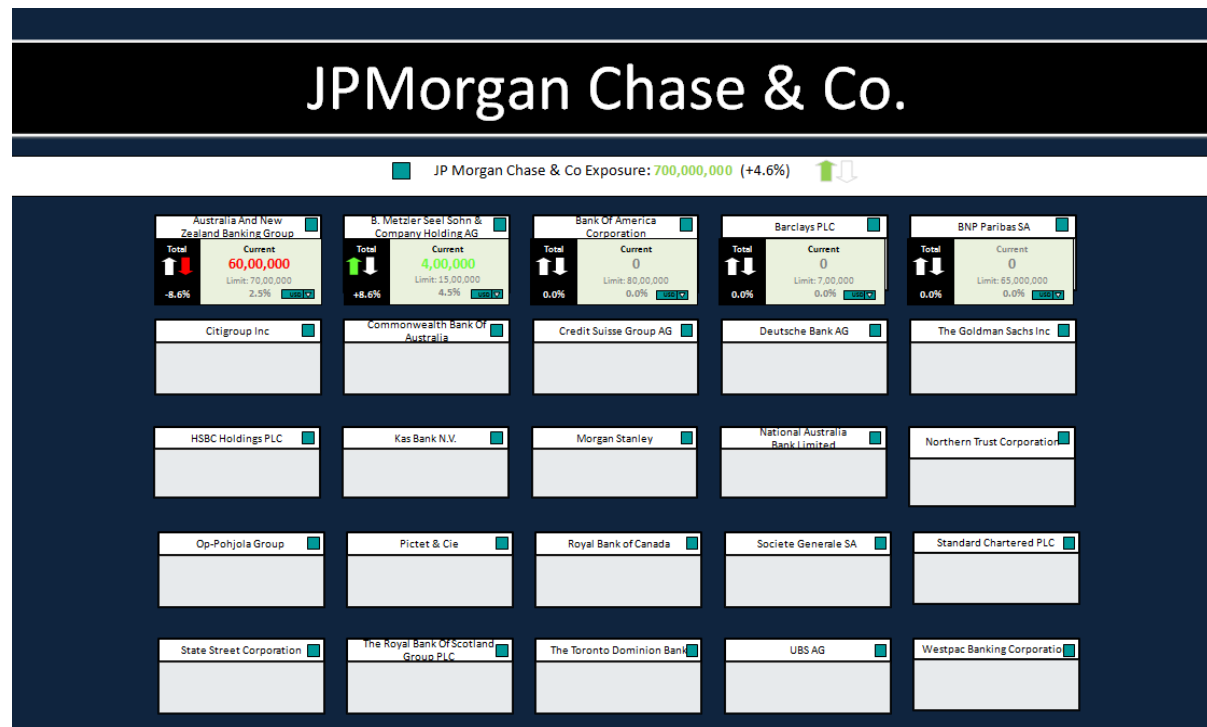 JPMorgan Chase & Co.
JP Morgan Chase & Co Exposure: 700,000,000 (+4.6%)
Australia And New
Zealand Banking Group
Total
Current
60,00,000
Limit: 70,00,000
-8.6%
2.5%
USD
B. Metzler Seel Sohn &
Company Holding AG
Total
Current
4,00,000
Limit: 15,00,000
+8.6%
4.5%
USD
Bank Of America
Corporation
Total
Current
0
Limit: 80,00,000
0.0%
0.0%
USD
Barclays PLC
Total
Current
0
Limit: 7,00,000
0.0%
0.0%
USD
BNP Paribas SA
Total
Current
0
Limit: 65,000,000
0.0%
0.0%
USD
Citigroup Inc
Commonwealth Bank Of
Australia
Credit Suisse Group AG
Deutsche Bank AG
The Goldman Sachs Inc
HSBC Holdings PLC
Kas Bank N.V.
Morgan Stanley
National Australia
Bank Limited
Northern Trust Corporation
Op-Pohjola Group
Pictet & Cie
Royal Bank of Canada
Societe Generale SA
Standard Chartered PLC
State Street Corporation
The Royal Bank Of Scotland
Group PLC
The Toronto Dominion Bank
UBS AG
Westpac Banking Corporatio